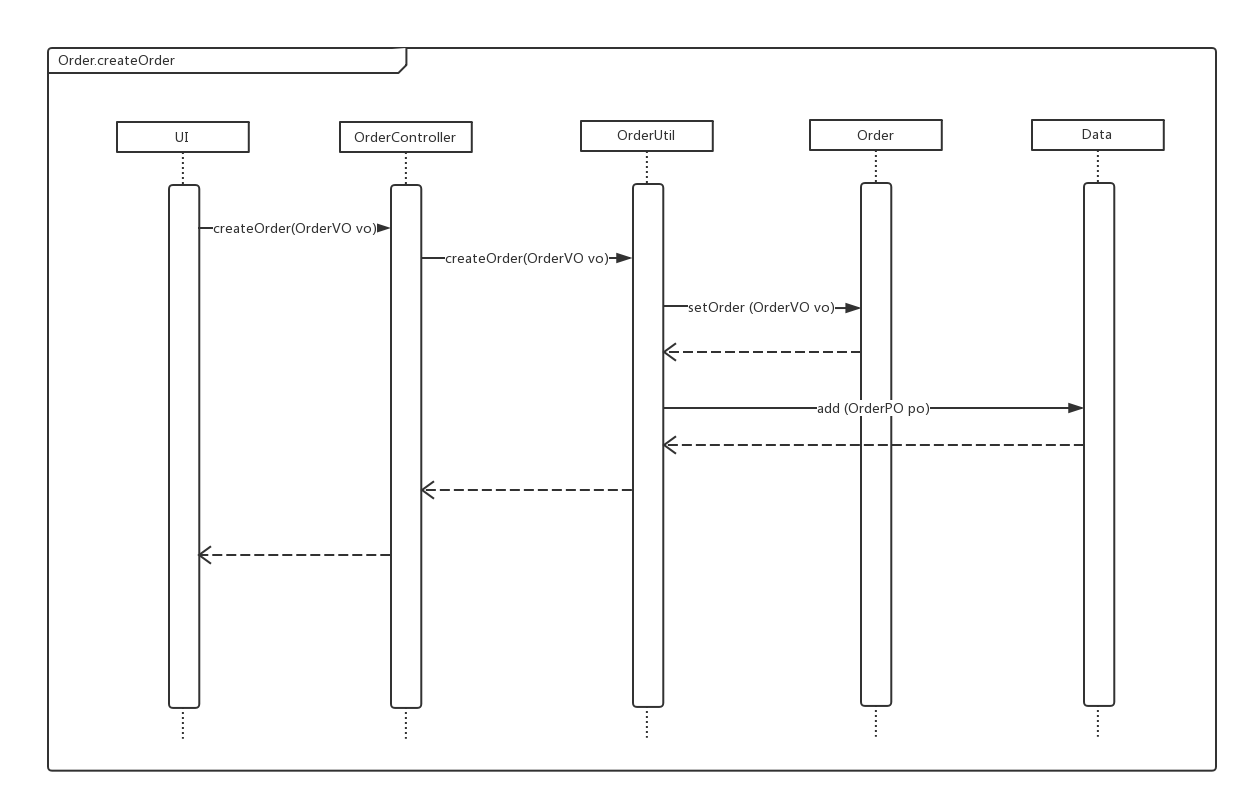 Order.createOrder
UI
OrderController
OrderUtil
Order
Data
createOrder(OrderVO vo)
createOrder(OrderVO vo)
setOrder (OrderVO vo)
add (OrderPO po)